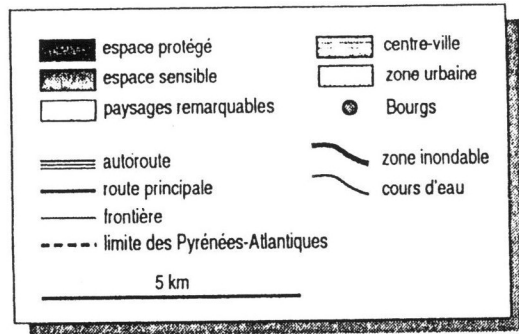 espace protégé
espace sensible
paysages remarquables
autoroute
route principale
frontière
limite des Pyrénées-Atlantiques
centre-ville
zone urbaine
Bourgs
zone inondable
cours d'eau
5 km